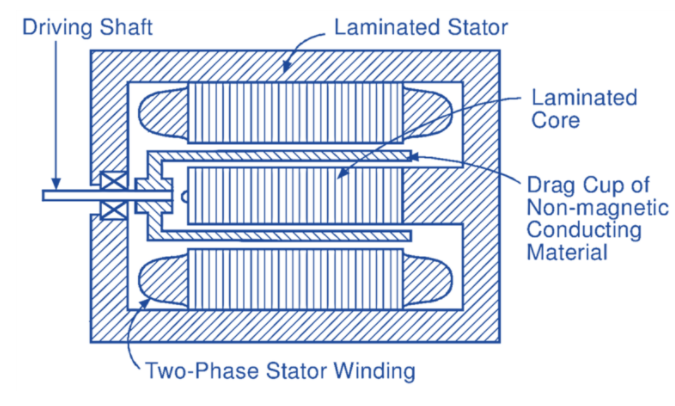 Driving Shaft
Laminated Stator
Laminated
Core
Drag Cup of
Non-magnetic
Conducting
Material
Two-Phase Stator Winding